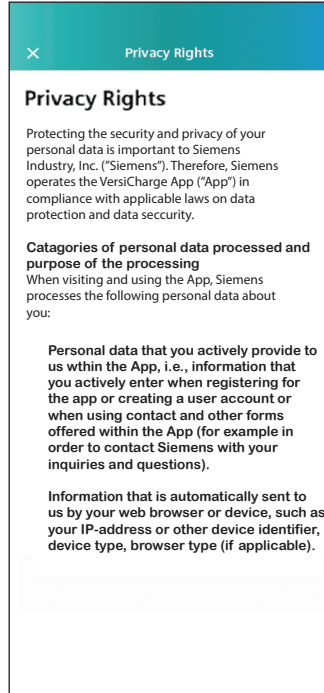 Privacy Rights
Privacy Rights
Protecting the security and privacy of your
personal data is important to Siemens
Industry, Inc. ("Siemens"). Therefore, Siemens
operates the VersiCharge App ("App") in
compliance with applicable laws on data
protection and data seccurity.
Catagories of personal data processed and
purpose of the processing
When visiting and using the App, Siemens
processes the following personal data about
you:
Personal data that you actively provide to
us wthin the App, i.e., information that
you actively enter when registering for
the app or creating a user account or
when using contact and other forms
offered within the App (for example in
order to contact Siemens with your
inquiries and questions).
Information that is automatically sent to
us by your web browser or device, such as
your IP-address or other device identifier,
device type, browser type (if applicable).